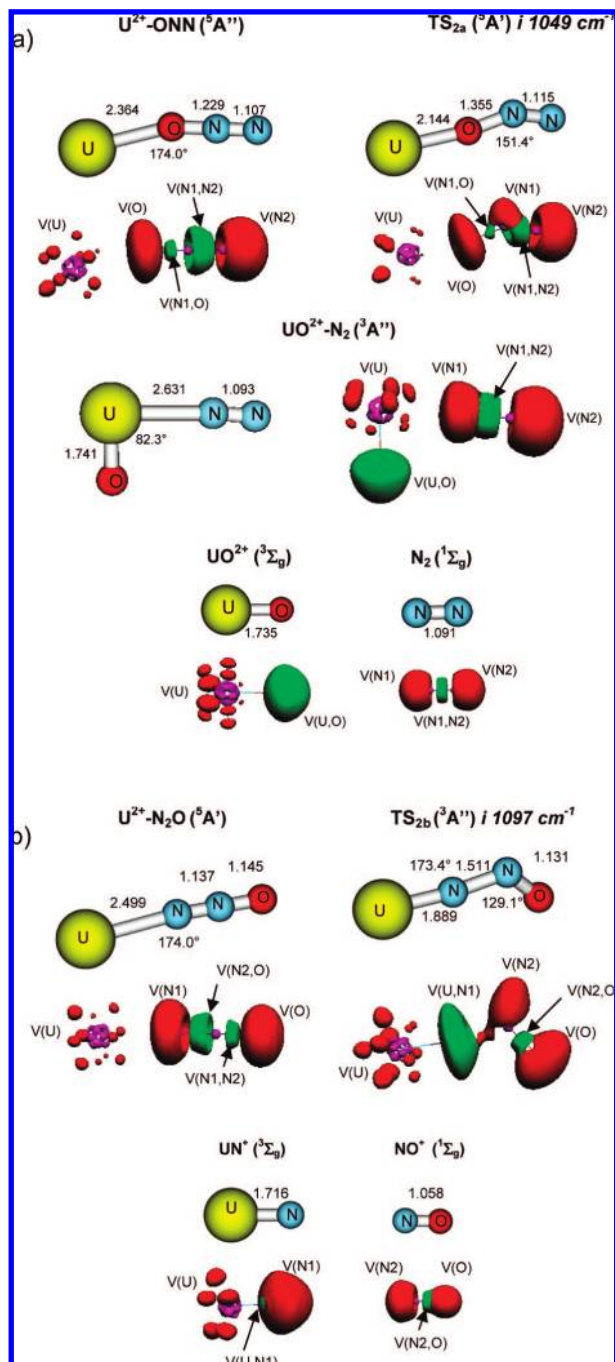 a)
U²⁺-ONN (⁵A'') TS₂ₐ (³A') i 1049 cm⁻¹
2.364 1.229 1.107
U O N N
174.0°
2.144 1.355 1.115
U O N N
151.4°
V(U) V(O) V(N1,N2) V(N2)
V(N1,O)
V(N1,O) V(N1) V(N2)
V(U)
V(O) V(N1,N2)
UO²⁺-N₂ (³A'')
2.631 1.093
U N N
1.741 82.3°
O
V(U) V(N1) V(N1,N2)
V(N2)
V(U,O)
UO²⁺ (³Σg) N₂ (¹Σg)
U O N N
1.735 1.091
V(U) V(U,O)
V(N1) V(N2)
V(N1,N2)
b)
U²⁺-N₂O (⁵A') TS₂b (³A'') i 1097 cm⁻¹
2.499 1.137 1.145
U N N O
174.0°
173.4° 1.511 1.131
U N N O
1.889 129.1°
V(U) V(N1) V(N2,O) V(O)
V(N1,N2)
V(U,N1) V(N2) V(N2,O)
V(O)
V(U)
UN⁺ (³Σg) NO⁺ (¹Σg)
1.716 1.058
U N N O
V(U) V(N1)
V(U,N1)
V(N2) V(O)
V(N2,O)